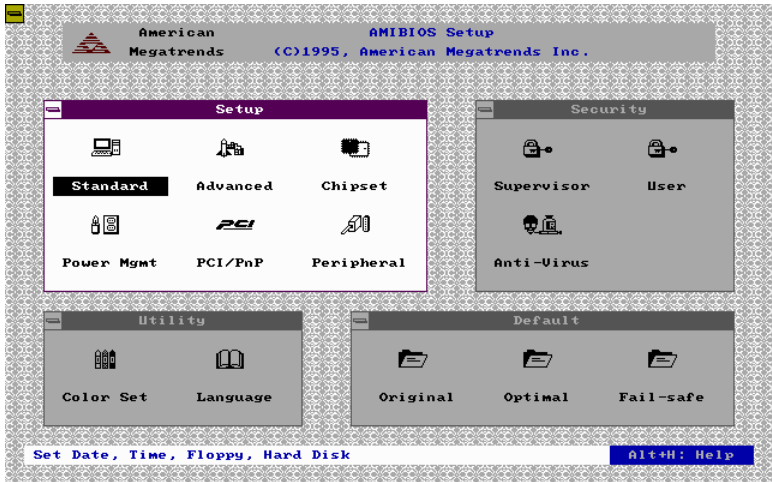 American
Megatrends
AMIBIOS Setup
(C)1995, American Megatrends Inc.
Setup
Standard Advanced Chipset
Power Mgmt PCI/PnP Peripheral
PCI
Security
Supervisor User
Anti-Virus
Utility
Color Set Language
Default
Original Optimal Fail-safe
Set Date, Time, Floppy, Hard Disk
Alt+H: Help